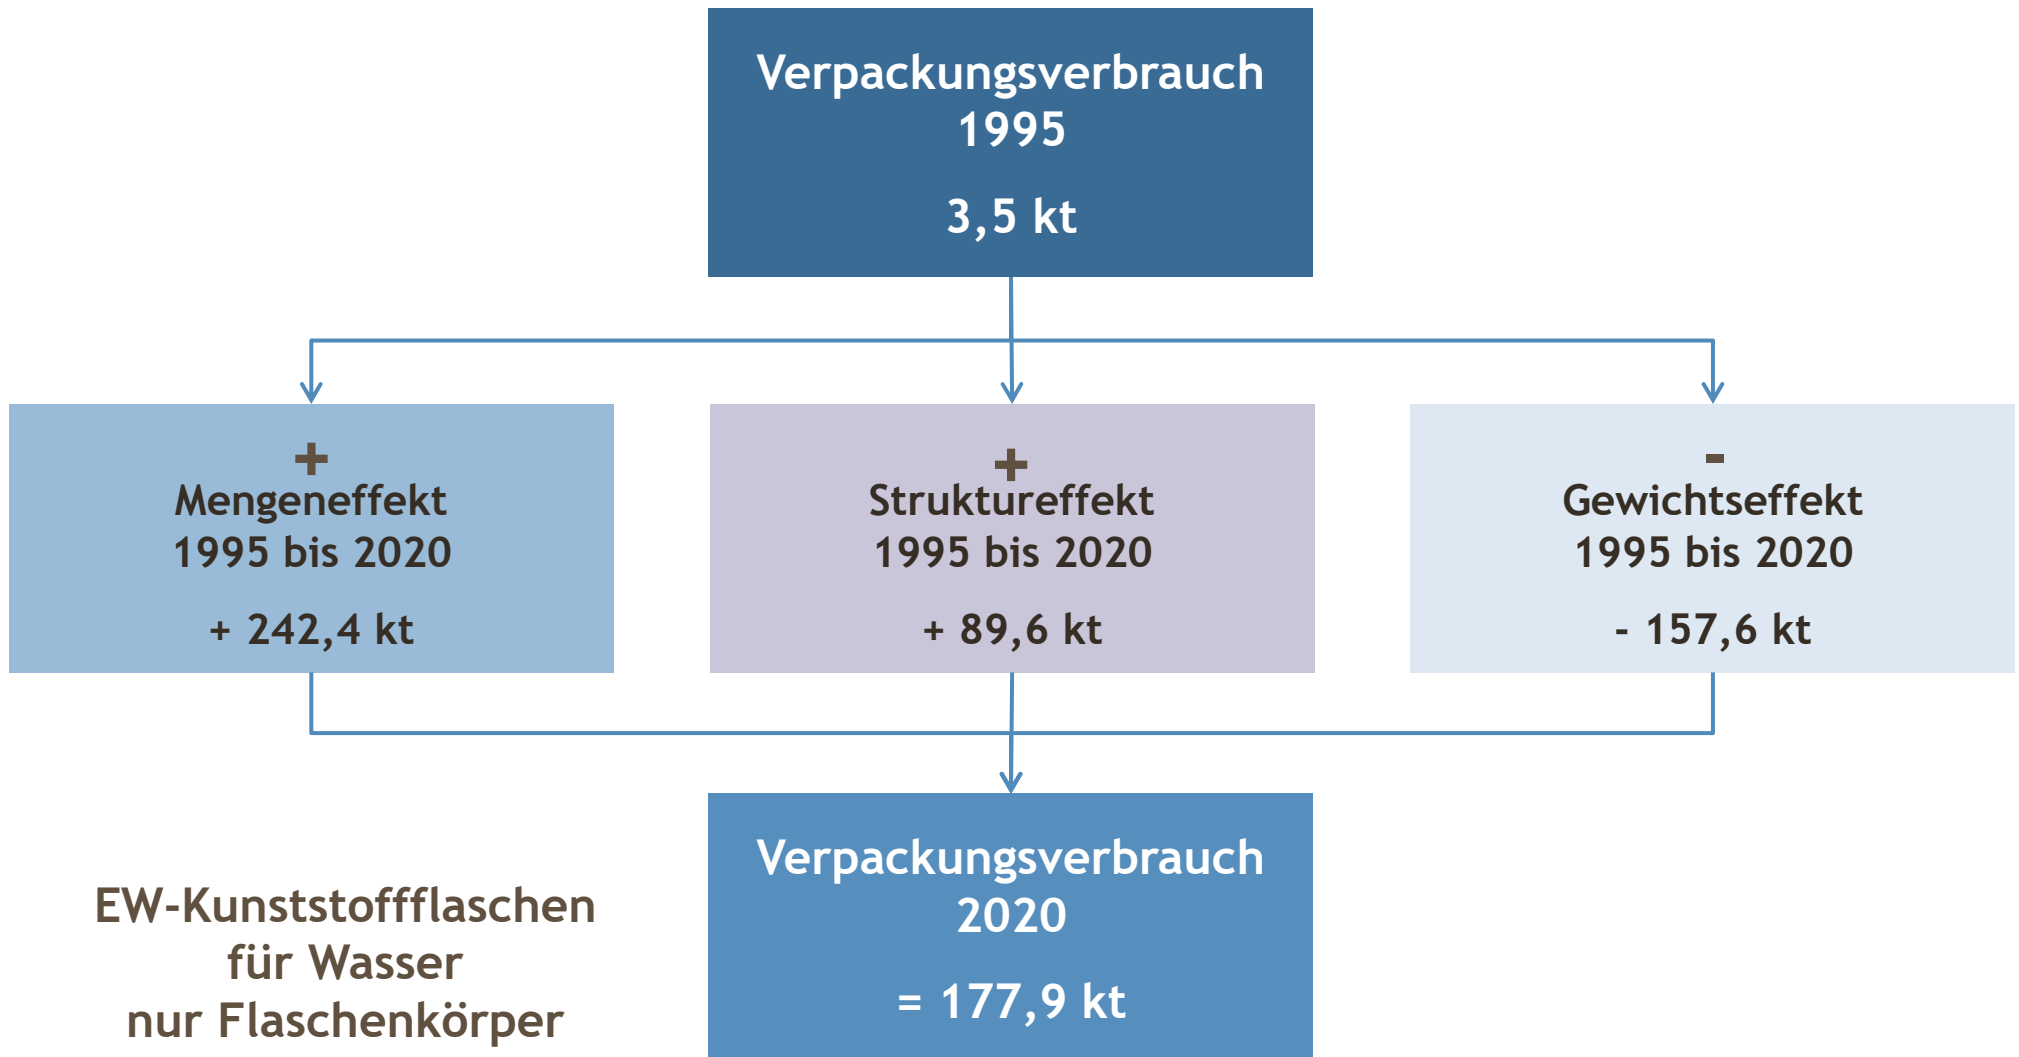 Verpackungsverbrauch
1995
3,5 kt
+
Mengeneffekt
1995 bis 2020
+ 242,4 kt
+
Struktureffekt
1995 bis 2020
+ 89,6 kt
-
Gewichtseffekt
1995 bis 2020
- 157,6 kt
Verpackungsverbrauch
2020
= 177,9 kt
EW-Kunststoffflaschen
für Wasser
nur Flaschenkörper